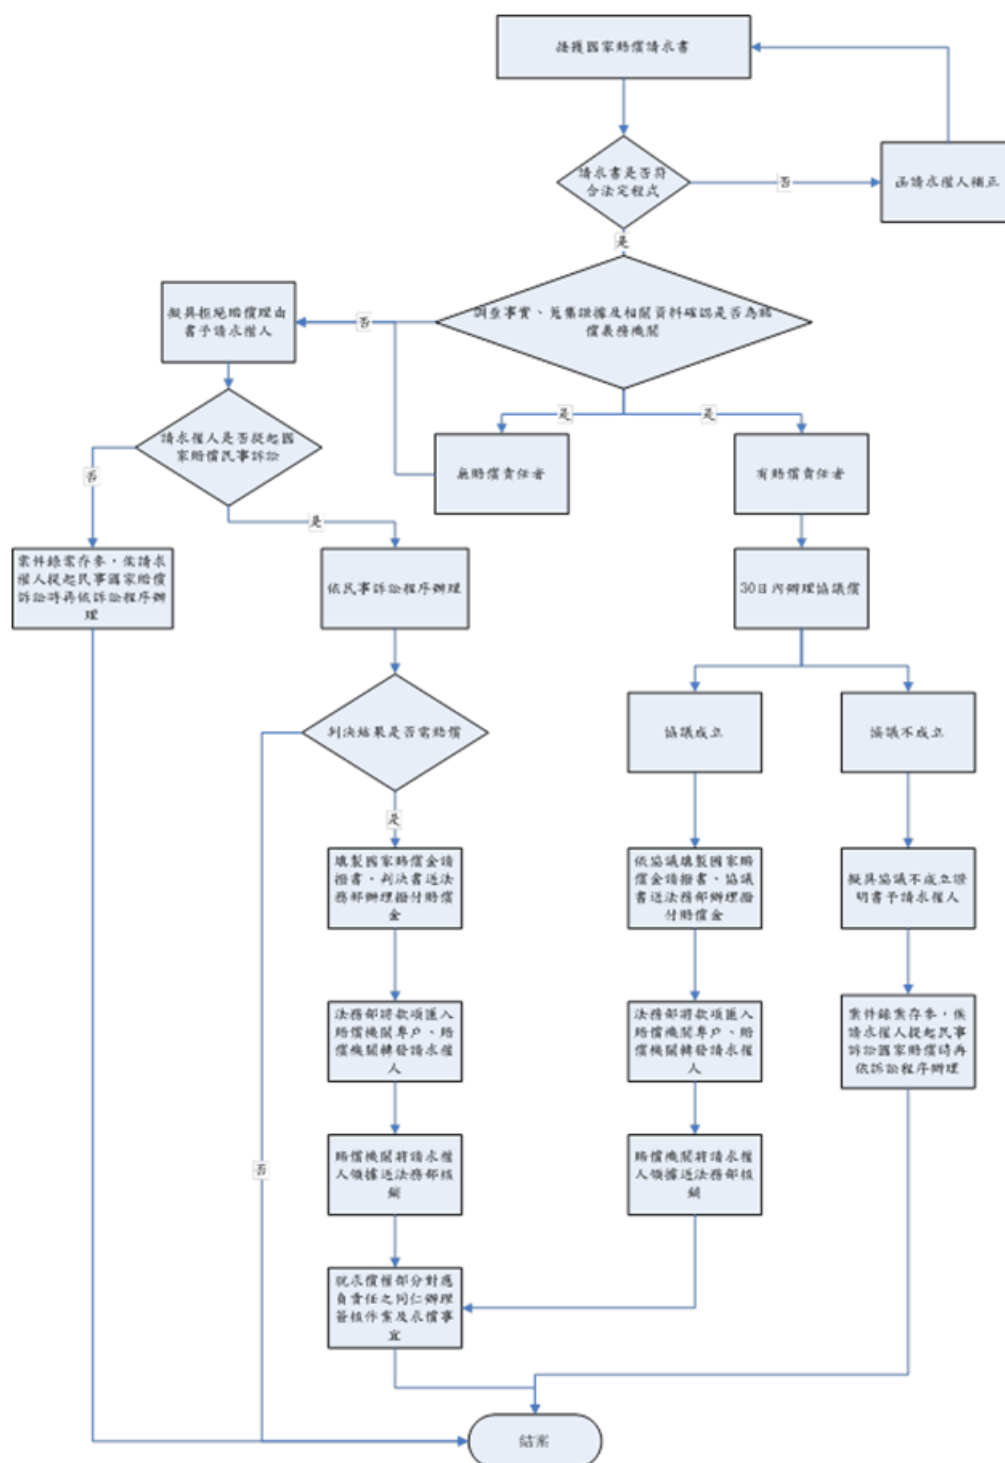 接獲國家賠償請求書
請求書是否符
合法定程式
否
函請求權人補正
是
調查事實、蒐集證據及相關資料確認是否為賠
償義務機關
否
擬具拒絕賠償理由
書予請求權人
是
是
請求權人是否提起國
家賠償民事訴訟
無賠償責任者
有賠償責任者
否
是
案件錄案存參,俟請求
權人提起民事國家賠償
訴訟時再依訴訟程序辦
理
依民事訴訟程序辦理
30日內辦理協議償
判決結果是否需賠償
協議成立
協議不成立
是
填製國家賠償金請
撥書、判決書送法
務部辦理撥付賠償
金
依協議填製國家賠
償金請撥書、協議
書送法務部辦理撥
付賠償金
擬具協議不成立證
明書予請求權人
法務部將款項匯入
賠償機關專戶、賠
償機關轉發請求權
人
法務部將款項匯入
賠償機關專戶、賠
償機關轉發請求權
人
案件錄案存參,俟
請求權人提起民事
訴訟國家賠償時再
依訴訟程序辦理
否
賠償機關將請求權
人領據送法務部核
銷
賠償機關將請求權
人領據送法務部核
銷
就求償權部分對應
負責任之同仁辦理
簽核作業及求償事
宜
結案